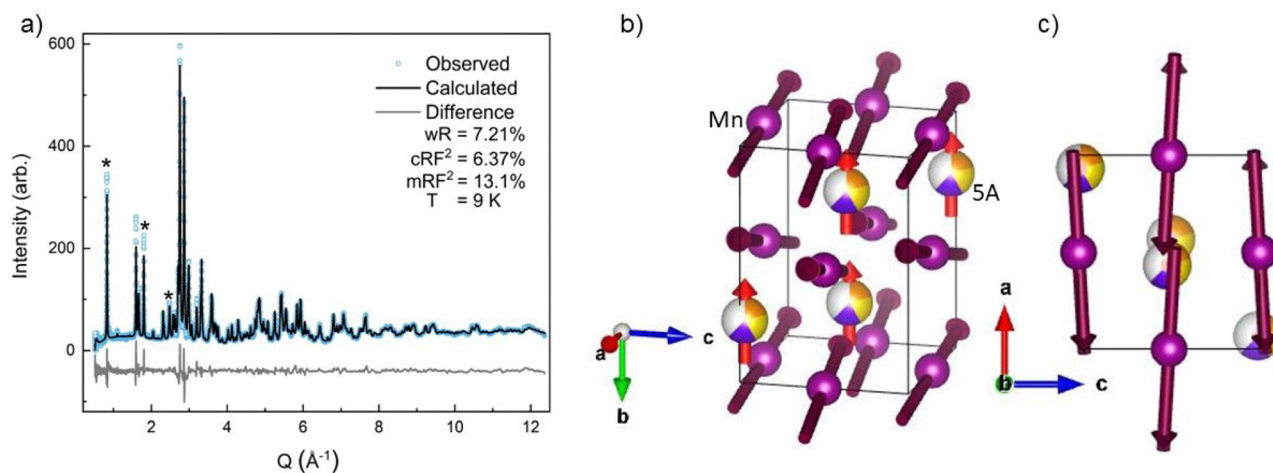 a)
600
400
200
0
Intensity (arb.)
*
*
*
Observed
Calculated
Difference
wR = 7.21%
cRF² = 6.37%
mRF² = 13.1%
T = 9 K
2
4
6
8
10
12
Q (Å⁻¹)
b)
Mn
5A
a
b
c
c)
a
b
c